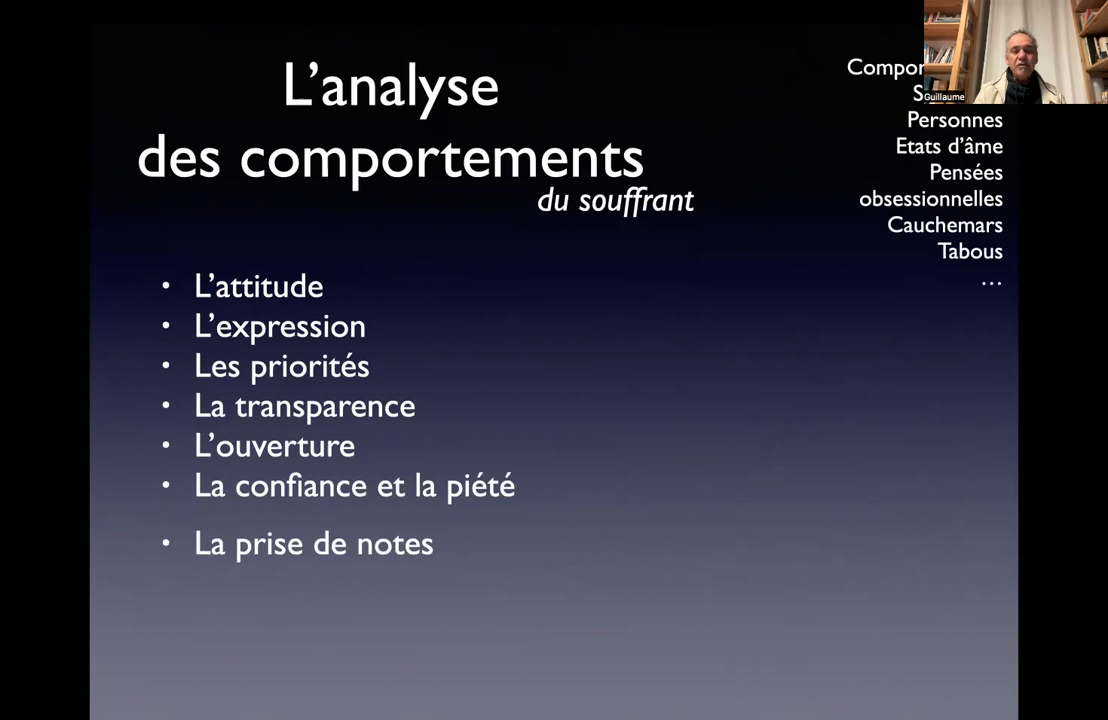 L’analyse
des comportements
du souffrant
Guillaume
Personnes
Etats d’âme
Pensées
obsessionnelles
Cauchemars
Tabous
...
• L’attitude
• L’expression
• Les priorités
• La transparence
• L’ouverture
• La confiance et la piété
• La prise de notes